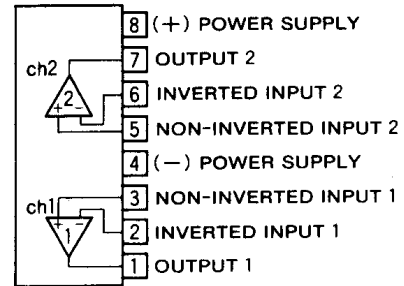 8 (+) POWER SUPPLY
7 OUTPUT 2
6 INVERTED INPUT 2
5 NON-INVERTED INPUT 2
4 (−) POWER SUPPLY
3 NON-INVERTED INPUT 1
2 INVERTED INPUT 1
1 OUTPUT 1
ch2
2
+ −
ch1
+ −
1